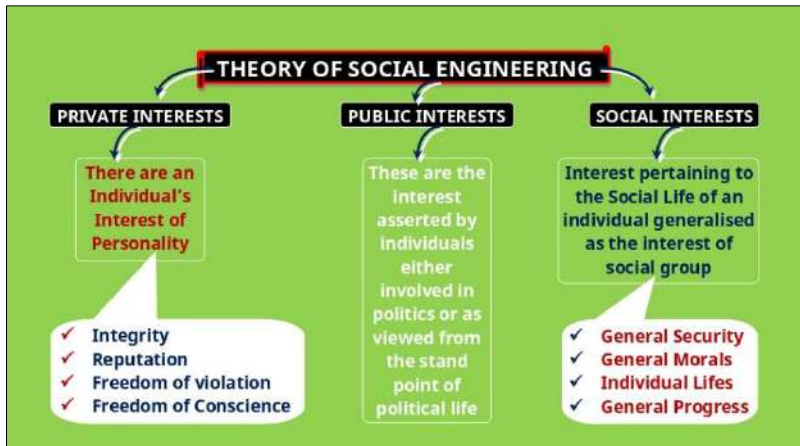 THEORY OF SOCIAL ENGINEERING
PRIVATE INTERESTS
There are an
Individual's
Interest of
Personality
Integrity
Reputation
Freedom of violation
Freedom of Conscience
PUBLIC INTERESTS
These are the
interest
asserted by
individuals
either
involved in
politics or as
viewed from
the stand
point of
political life
SOCIAL INTERESTS
Interest pertaining to
the Social Life of an
individual generalised
as the interest of
social group
General Security
General Morals
Individual Lifes
General Progress